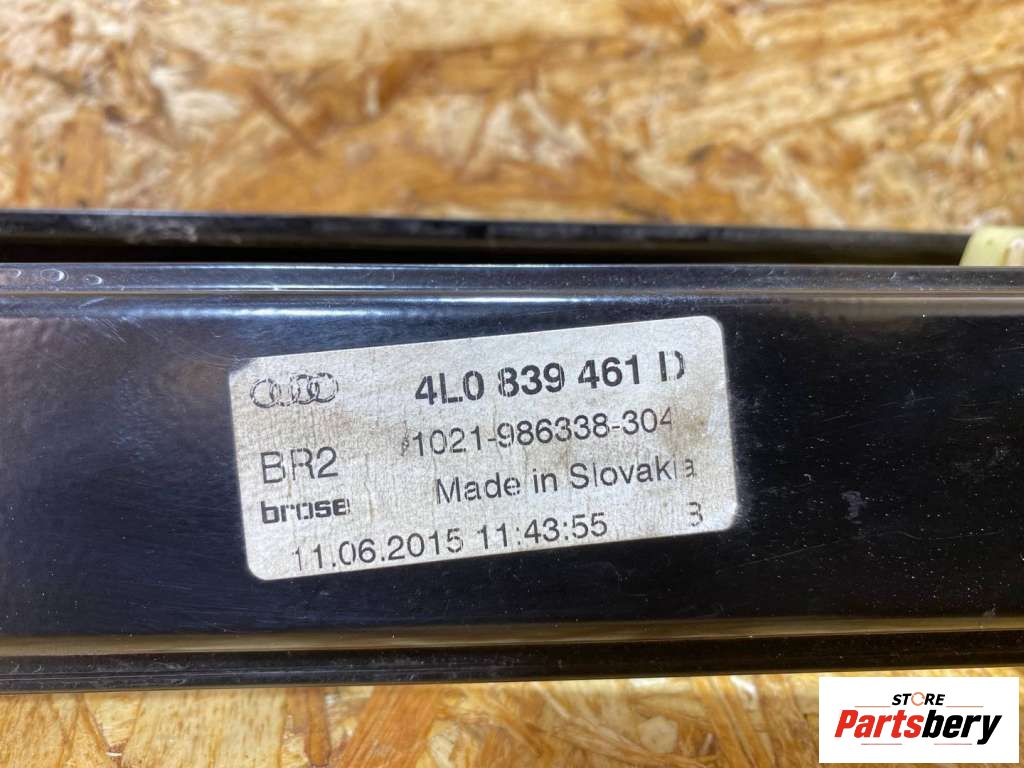 4L0 839 461 D
1021-986338-304
BR2
Made in Slovakia
brose
11.06.2015 11:43:55
STORE
Partsbery